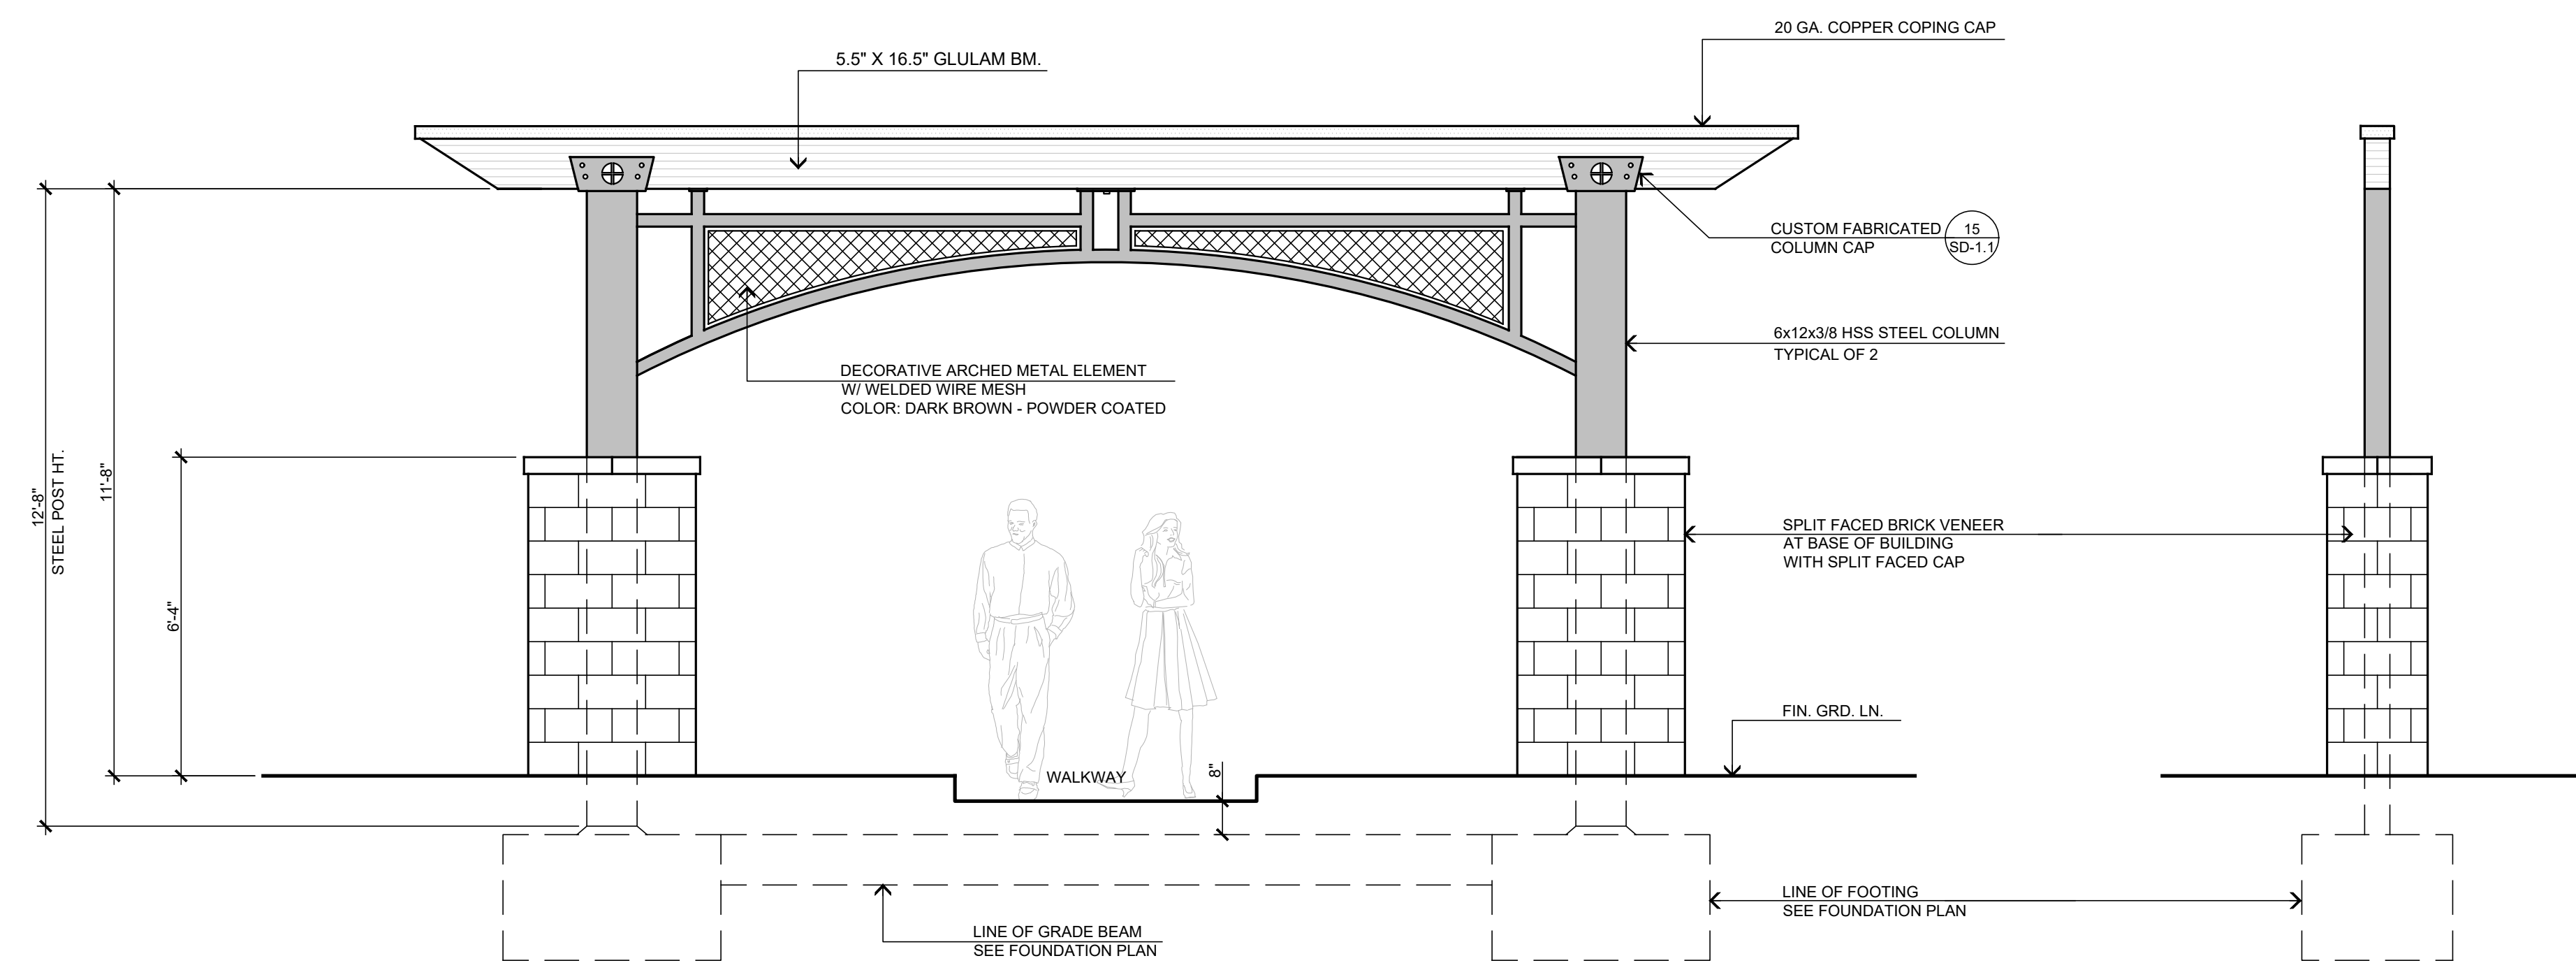 20 GA. COPPER COPING CAP
5.5" X 16.5" GLULAM BM.
CUSTOM FABRICATED
COLUMN CAP
15
SD-1.1
6x12x3/8 HSS STEEL COLUMN
TYPICAL OF 2
DECORATIVE ARCHED METAL ELEMENT
W/ WELDED WIRE MESH
COLOR: DARK BROWN - POWDER COATED
12'-8"
STEEL POST HT.
11'-8"
6'-4"
SPLIT FACED BRICK VENEER
AT BASE OF BUILDING
WITH SPLIT FACED CAP
FIN. GRD. LN.
WALKWAY
8"
LINE OF FOOTING
SEE FOUNDATION PLAN
LINE OF GRADE BEAM
SEE FOUNDATION PLAN